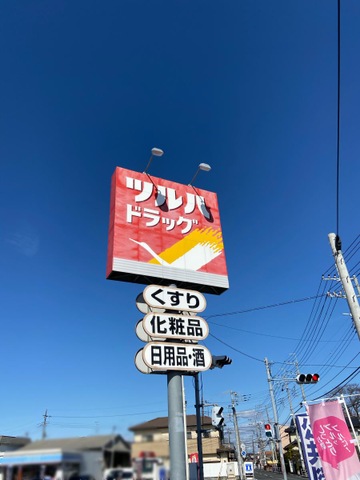 ツルハ
ドラッグ
くすり
化粧品
日用品・酒